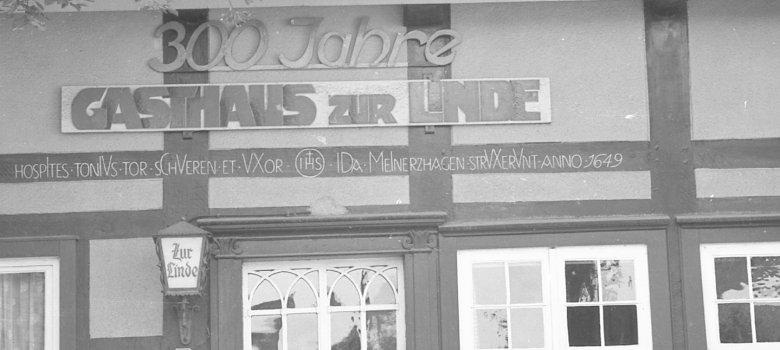 300 Jahre
GASTHAUS ZUR LINDE
HOSPITES·TONIVS·TOR·SCHVEREN·ET·VXOR·IHS·IDA·MEINERZHAGEN·STRVXERVNT·ANNO·1649
Zur
Linde